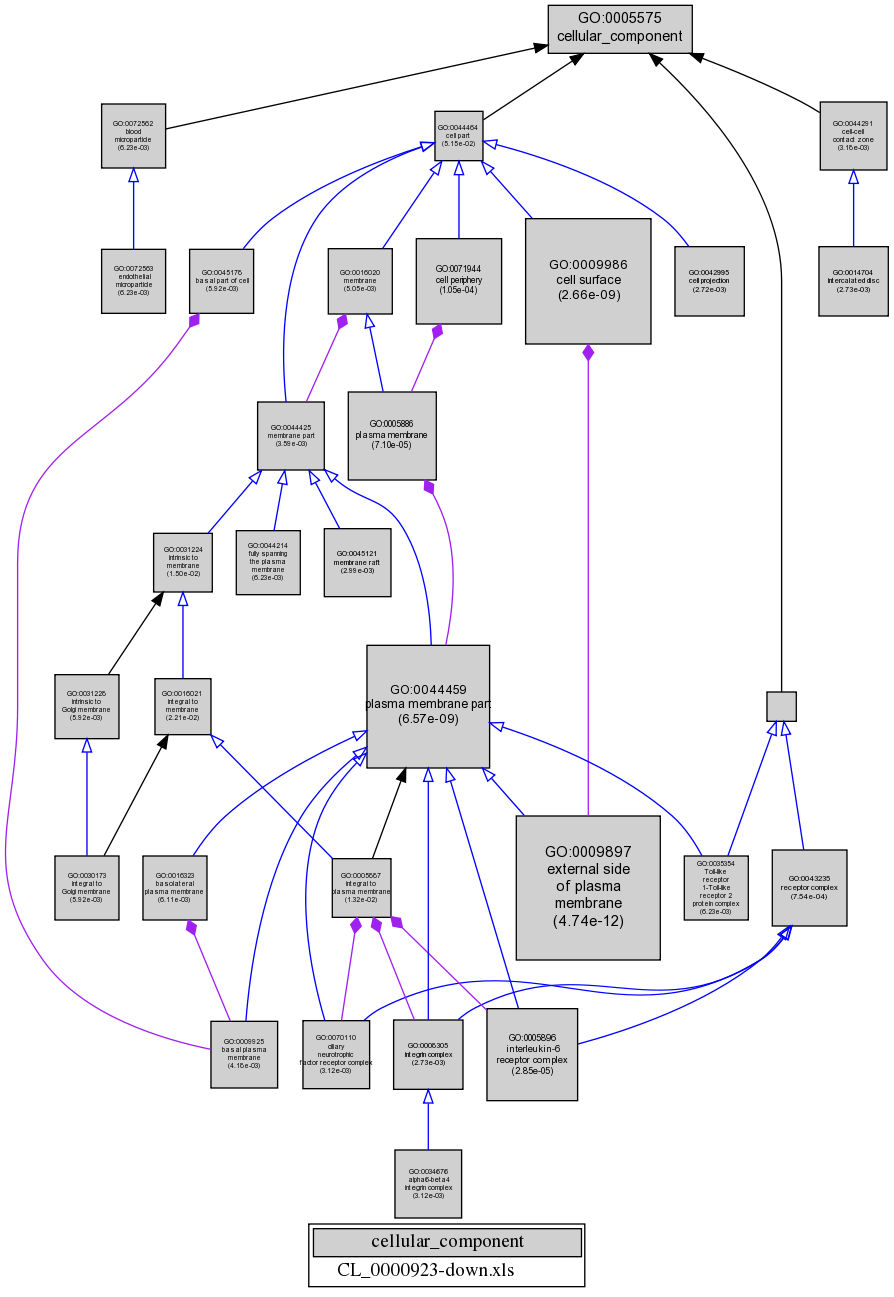 GO:0005575
cellular_component
GO:0072562
blood
microparticle
(6.23e-03)
GO:0044464
cell part
(5.15e-02)
GO:0044291
cell-cell
contact zone
(3.16e-03)
GO:0072563
endothelial
microparticle
(6.23e-03)
GO:0045178
basal part of cell
(5.92e-03)
GO:0016020
membrane
(5.05e-03)
GO:0071944
cell periphery
(1.05e-04)
GO:0009986
cell surface
(2.66e-09)
GO:0042995
cell projection
(2.72e-03)
GO:0014704
intercalated disc
(2.73e-03)
GO:0044425
membrane part
(3.59e-03)
GO:0005886
plasma membrane
(7.10e-05)
GO:0031224
intrinsic to
membrane
(1.50e-02)
GO:0044214
fully spanning
the plasma
membrane
(6.23e-03)
GO:0045121
membrane raft
(2.99e-03)
GO:0031228
intrinsic to
Golgi membrane
(5.92e-03)
GO:0016021
integral to
membrane
(2.21e-02)
GO:0044459
plasma membrane part
(6.57e-09)
GO:0030173
integral to
Golgi membrane
(5.92e-03)
GO:0016323
basolateral
plasma membrane
(6.11e-03)
GO:0005887
integral to
plasma membrane
(1.32e-02)
GO:0009897
external side
of plasma
membrane
(4.74e-12)
GO:0035354
Toll-like
receptor
1-Toll-like
receptor 2
protein complex
(6.23e-03)
GO:0043235
receptor complex
(7.54e-04)
GO:0009925
basal plasma
membrane
(4.16e-03)
GO:0070110
ciliary
neurotrophic
factor receptor complex
(3.12e-03)
GO:0008305
integrin complex
(2.73e-03)
GO:0005896
interleukin-6
receptor complex
(2.85e-05)
GO:0034676
alpha6-beta4
integrin complex
(3.12e-03)
cellular_component
CL_0000923-down.xls